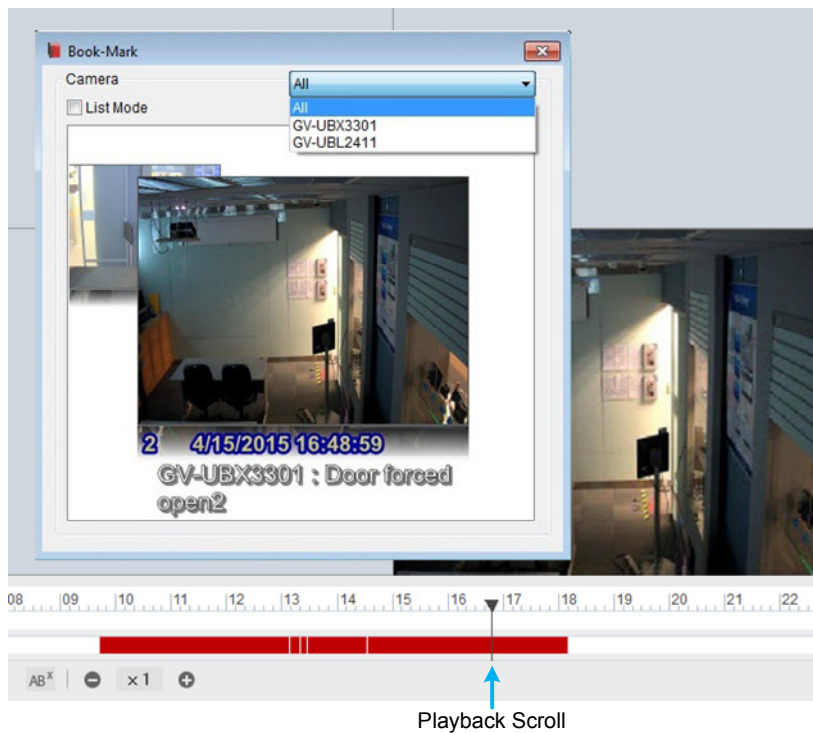 Book-Mark
Camera
All
List Mode
All
GV-UBX3301
GV-UBL2411
2 4/15/2015 16:48:59
GV-UBX3301 : Door forced
open2
08 09 10 11 12 13 14 15 16 17 18 19 20 21 22
ABX
×1
Playback Scroll